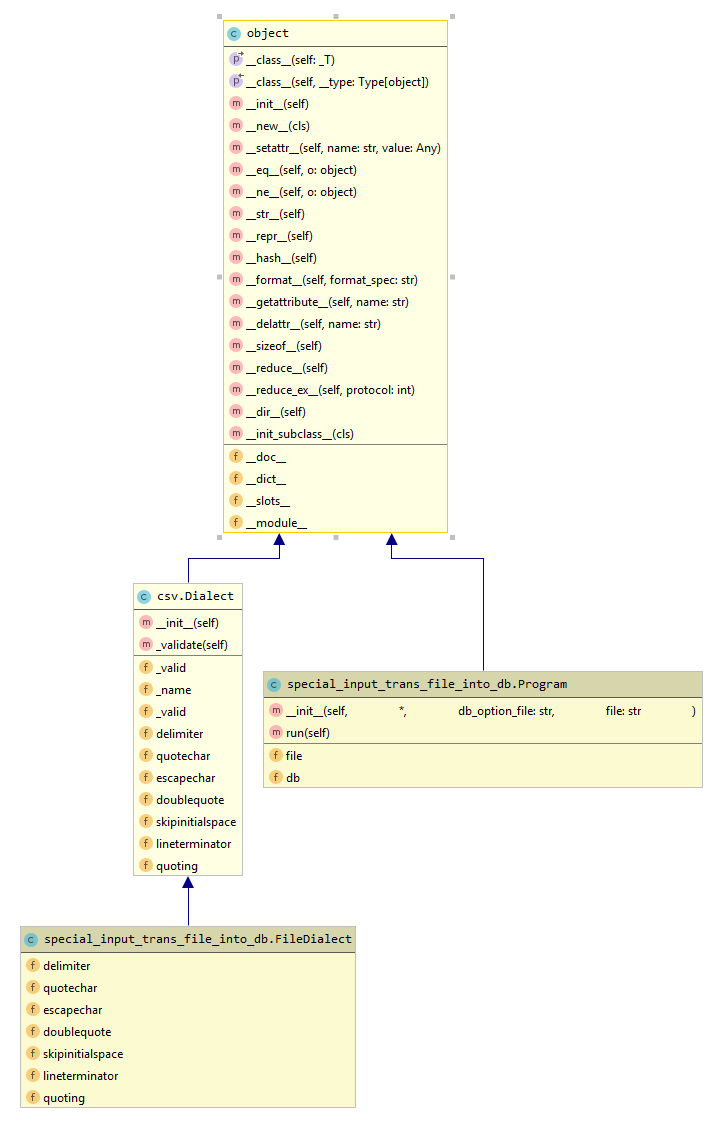 c object
p __class__(self: _T)
p __class__(self, __type: Type[object])
m __init__(self)
m __new__(cls)
m __setattr__(self, name: str, value: Any)
m __eq__(self, o: object)
m __ne__(self, o: object)
m __str__(self)
m __repr__(self)
m __hash__(self)
m __format__(self, format_spec: str)
m __getattribute__(self, name: str)
m __delattr__(self, name: str)
m __sizeof__(self)
m __reduce__(self)
m __reduce_ex__(self, protocol: int)
m __dir__(self)
m __init_subclass__(cls)
f __doc__
f __dict__
f __slots__
f __module__
c csv.Dialect
m __init__(self)
m _validate(self)
f _valid
f _name
f _valid
f delimiter
f quotechar
f escapechar
f doublequote
f skipinitialspace
f lineterminator
f quoting
c special_input_trans_file_into_db.Program
m __init__(self, *, db_option_file: str, file: str )
m run(self)
f file
f db
c special_input_trans_file_into_db.FileDialect
f delimiter
f quotechar
f escapechar
f doublequote
f skipinitialspace
f lineterminator
f quoting